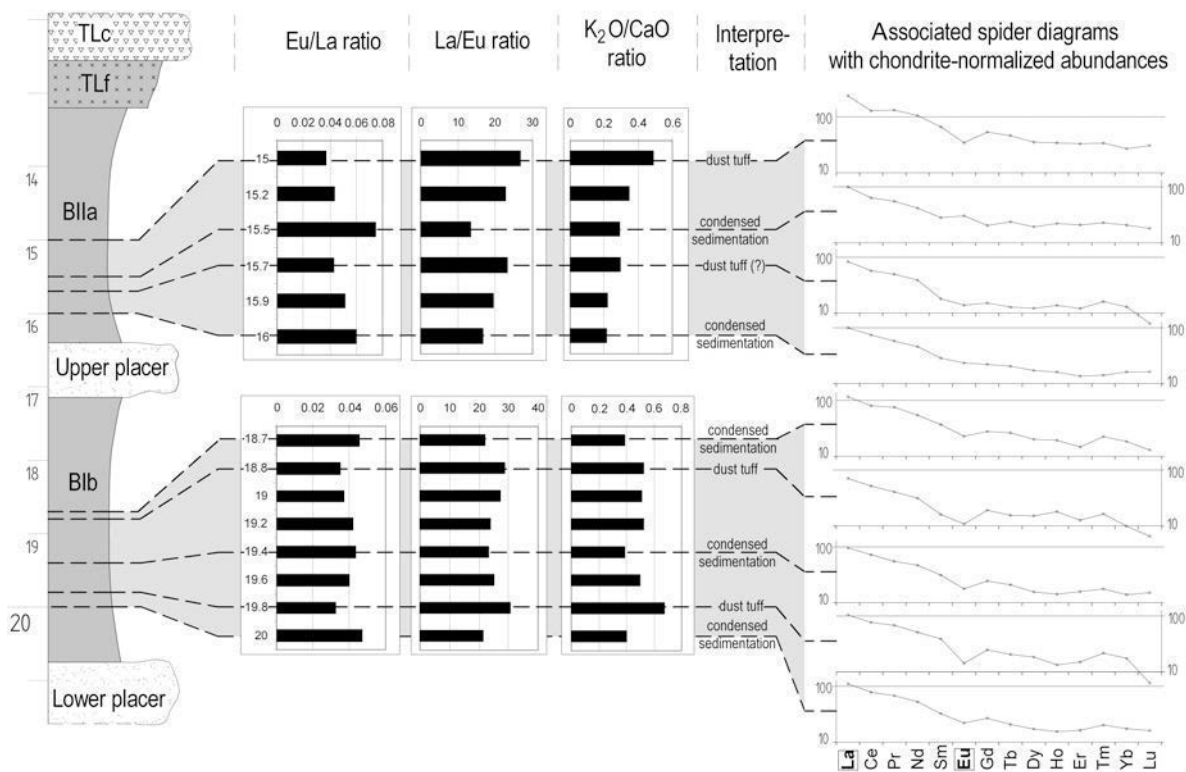 TLc
TLf
14
BIIa
15
16
Upper placer
17
18
BIb
19
20
Lower placer
Eu/La ratio
0 0.02 0.04 0.06 0.08
15
15.2
15.5
15.7
15.9
16
0 0.02 0.04 0.06
18.7
18.8
19
19.2
19.4
19.6
19.8
20
La/Eu ratio
0 10 20 30
0 10 20 30 40
K₂O/CaO
ratio
0 0.2 0.4 0.6
0 0.2 0.4 0.6 0.8
Interpre-
tation
dust tuff
condensed
sedimentation
dust tuff (?)
condensed
sedimentation
condensed
sedimentation
dust tuff
condensed
sedimentation
dust tuff
condensed
sedimentation
Associated spider diagrams
with chondrite-normalized abundances
100
10
100
10
100
10
100
10
100
10
100
10
100
10
100
10
100
10
La Ce Pr Nd Sm Eu Gd Tb Dy Ho Er Tm Yb Lu